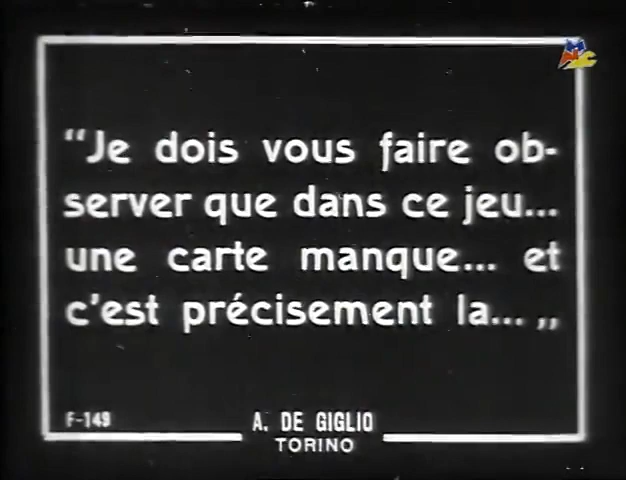 "Je dois vous faire ob-
server que dans ce jeu...
une carte manque... et
c'est précisement la... „
F-149
A. DE GIGLIO
TORINO